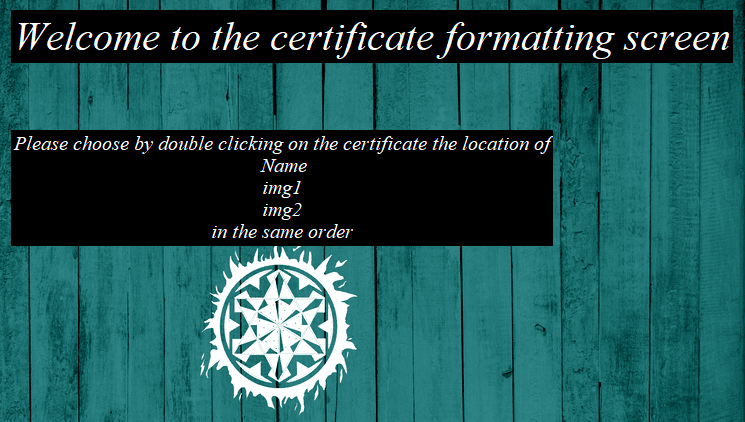 Welcome to the certificate formatting screen
Please choose by double clicking on the certificate the location of
Name
img1
img2
in the same order